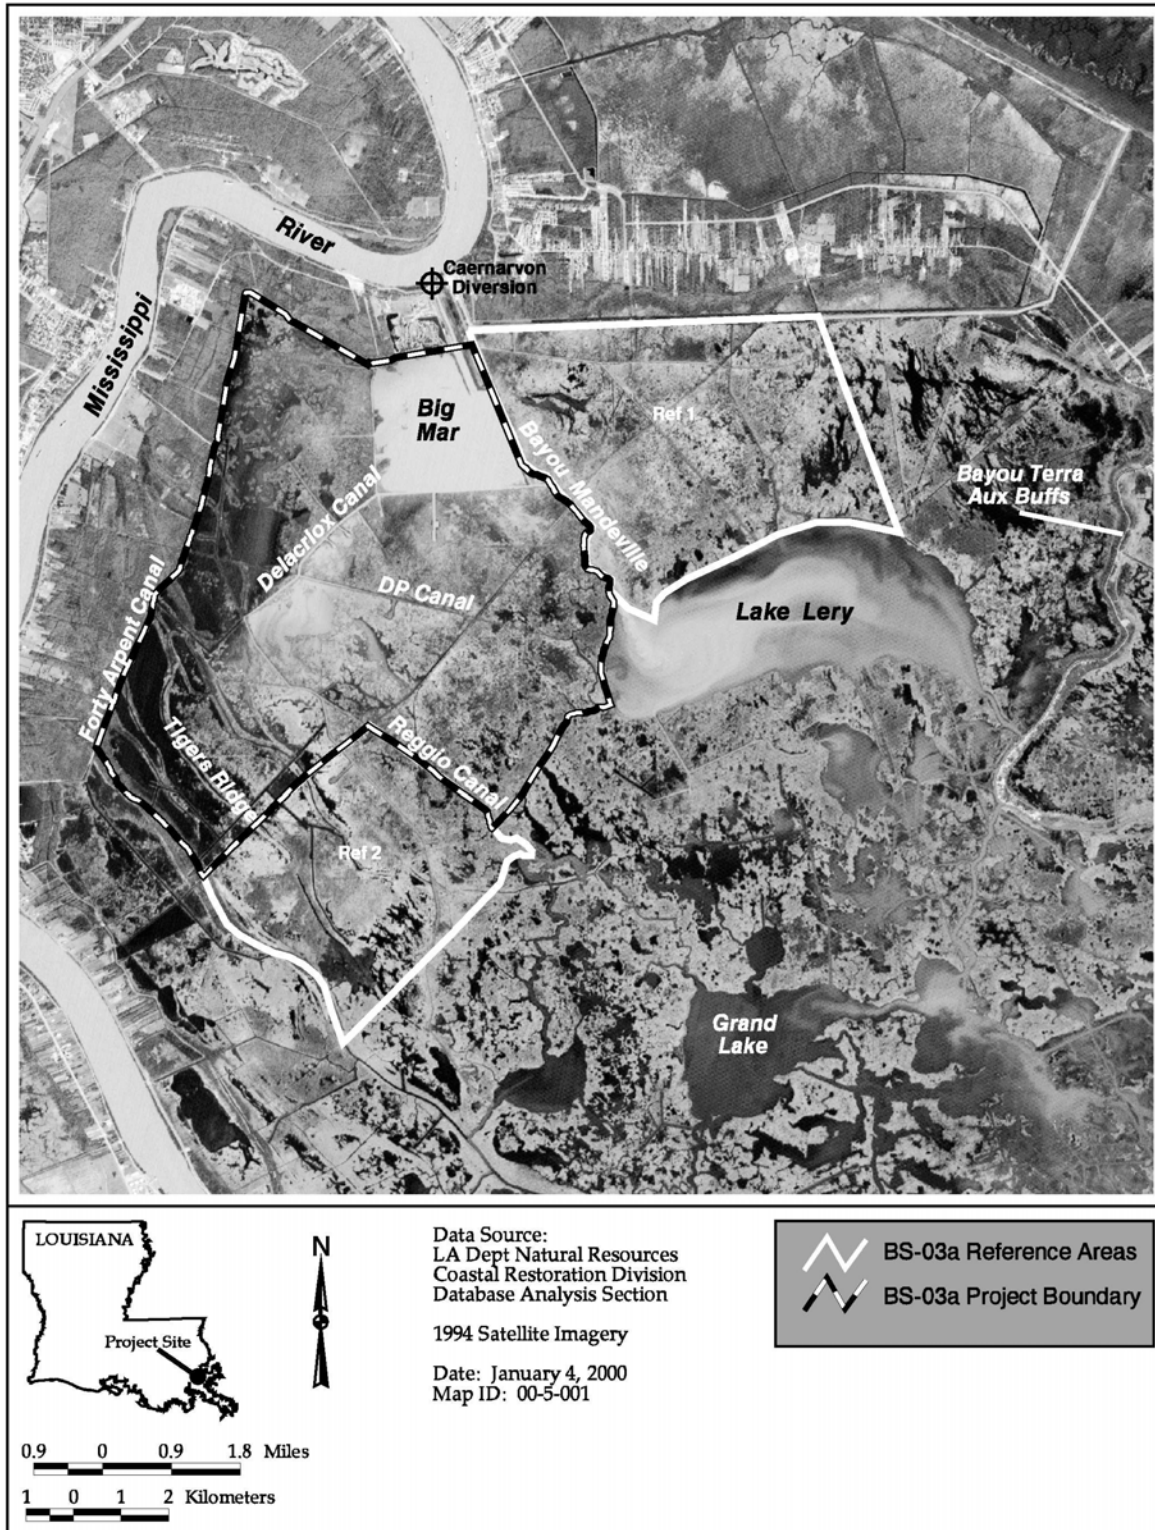 River
Caernarvon
Diversion
Mississippi
Big
Mar
Ref 1
Bayou Mandeville
Bayou Terra
Aux Buffs
Delacrlox Canal
DP Canal
Lake Lery
Forty Arpent Canal
Tigers Ridge
Reggio Canal
Ref 2
Grand
Lake
LOUISIANA
Project Site
N
Data Source:
LA Dept Natural Resources
Coastal Restoration Division
Database Analysis Section
1994 Satellite Imagery
Date: January 4, 2000
Map ID: 00-5-001
BS-03a Reference Areas
BS-03a Project Boundary
0.9 0 0.9 1.8 Miles
1 0 1 2 Kilometers